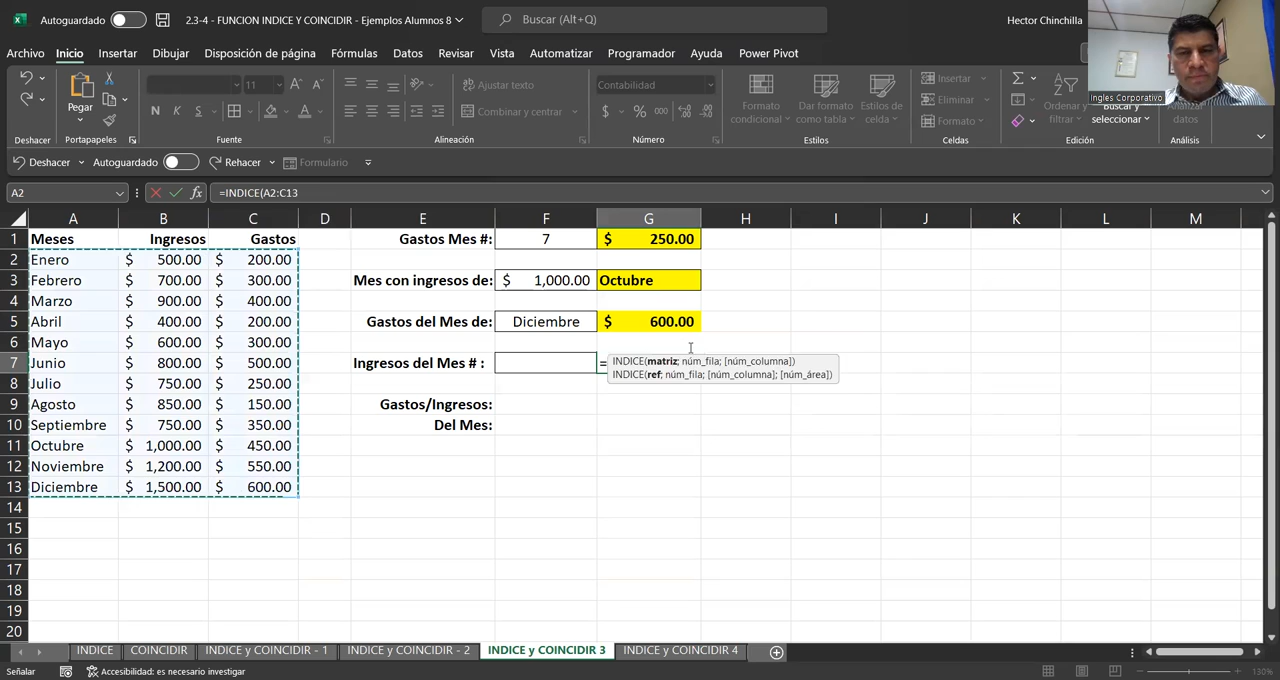 Autoguardado
2.3-4 - FUNCION INDICE Y COINCIDIR - Ejemplos Alumnos 8
Buscar (Alt+Q)
Hector Chinchilla
Archivo Inicio Insertar Dibujar Disposición de página Fórmulas Datos Revisar Vista Automatizar Programador Ayuda Power Pivot
Ingles Corporativo
Pegar
11
Ajustar texto
Combinar y centrar
Contabilidad
$ % 000
Formato condicional
Dar formato como tabla
Estilos de celda
Insertar
Eliminar
Formato
Ordenar y filtrar
Buscar y seleccionar
Analizar datos
Deshacer Portapapeles Fuente Alineación Número Estilos Celdas Edición Análisis
Deshacer Autoguardado Rehacer Formulario
A2 fx =INDICE(A2:C13
A B C D E F G H I J K L M
1 Meses Ingresos Gastos Gastos Mes #: 7 $ 250.00
2 Enero $ 500.00 $ 200.00
3 Febrero $ 700.00 $ 300.00 Mes con ingresos de: $ 1,000.00 Octubre
4 Marzo $ 900.00 $ 400.00
5 Abril $ 400.00 $ 200.00 Gastos del Mes de: Diciembre $ 600.00
6 Mayo $ 600.00 $ 300.00
7 Junio $ 800.00 $ 500.00 Ingresos del Mes # : =
INDICE(matriz; núm_fila; [núm_columna])
INDICE(ref; núm_fila; [núm_columna]; [núm_área])
8 Julio $ 750.00 $ 250.00
9 Agosto $ 850.00 $ 150.00 Gastos/Ingresos:
10 Septiembre $ 750.00 $ 350.00 Del Mes:
11 Octubre $ 1,000.00 $ 450.00
12 Noviembre $ 1,200.00 $ 550.00
13 Diciembre $ 1,500.00 $ 600.00
14
15
16
17
18
19
20
INDICE COINCIDIR INDICE y COINCIDIR - 1 INDICE y COINCIDIR - 2 INDICE y COINCIDIR 3 INDICE y COINCIDIR 4
Señalar Accesibilidad: es necesario investigar 130%